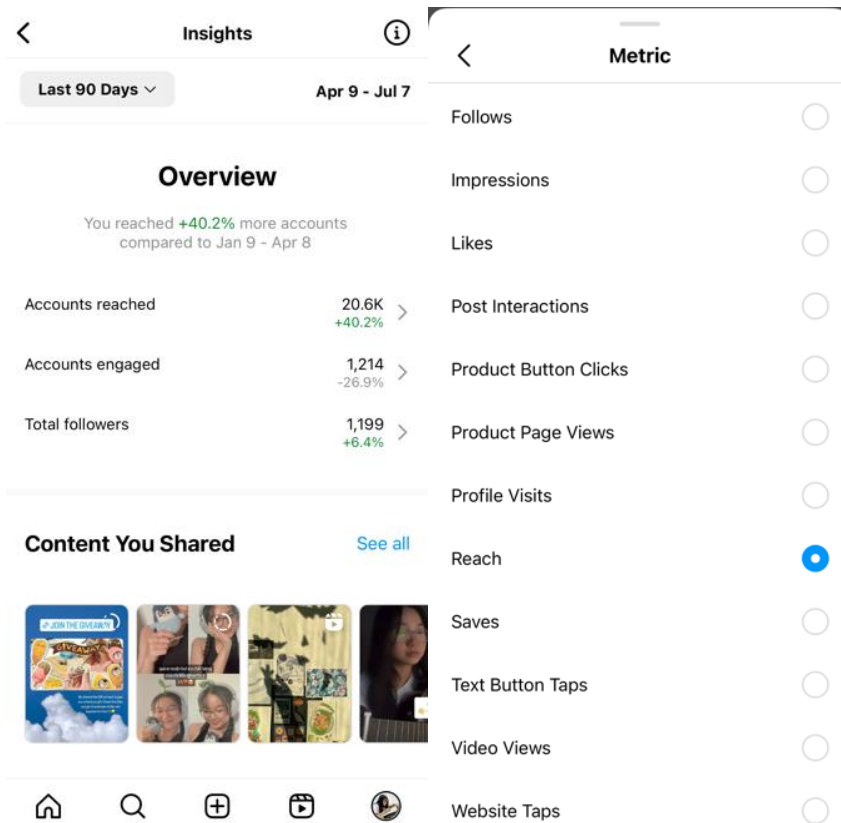 Insights
Last 90 Days
Apr 9 - Jul 7
Overview
You reached +40.2% more accounts
compared to Jan 9 - Apr 8
Accounts reached
20.6K
+40.2%
Accounts engaged
1,214
-26.9%
Total followers
1,199
+6.4%
Content You Shared
See all
JOIN THE GIVEAWAY
GIVEAWAY
Metric
Follows
Impressions
Likes
Post Interactions
Product Button Clicks
Product Page Views
Profile Visits
Reach
Saves
Text Button Taps
Video Views
Website Taps